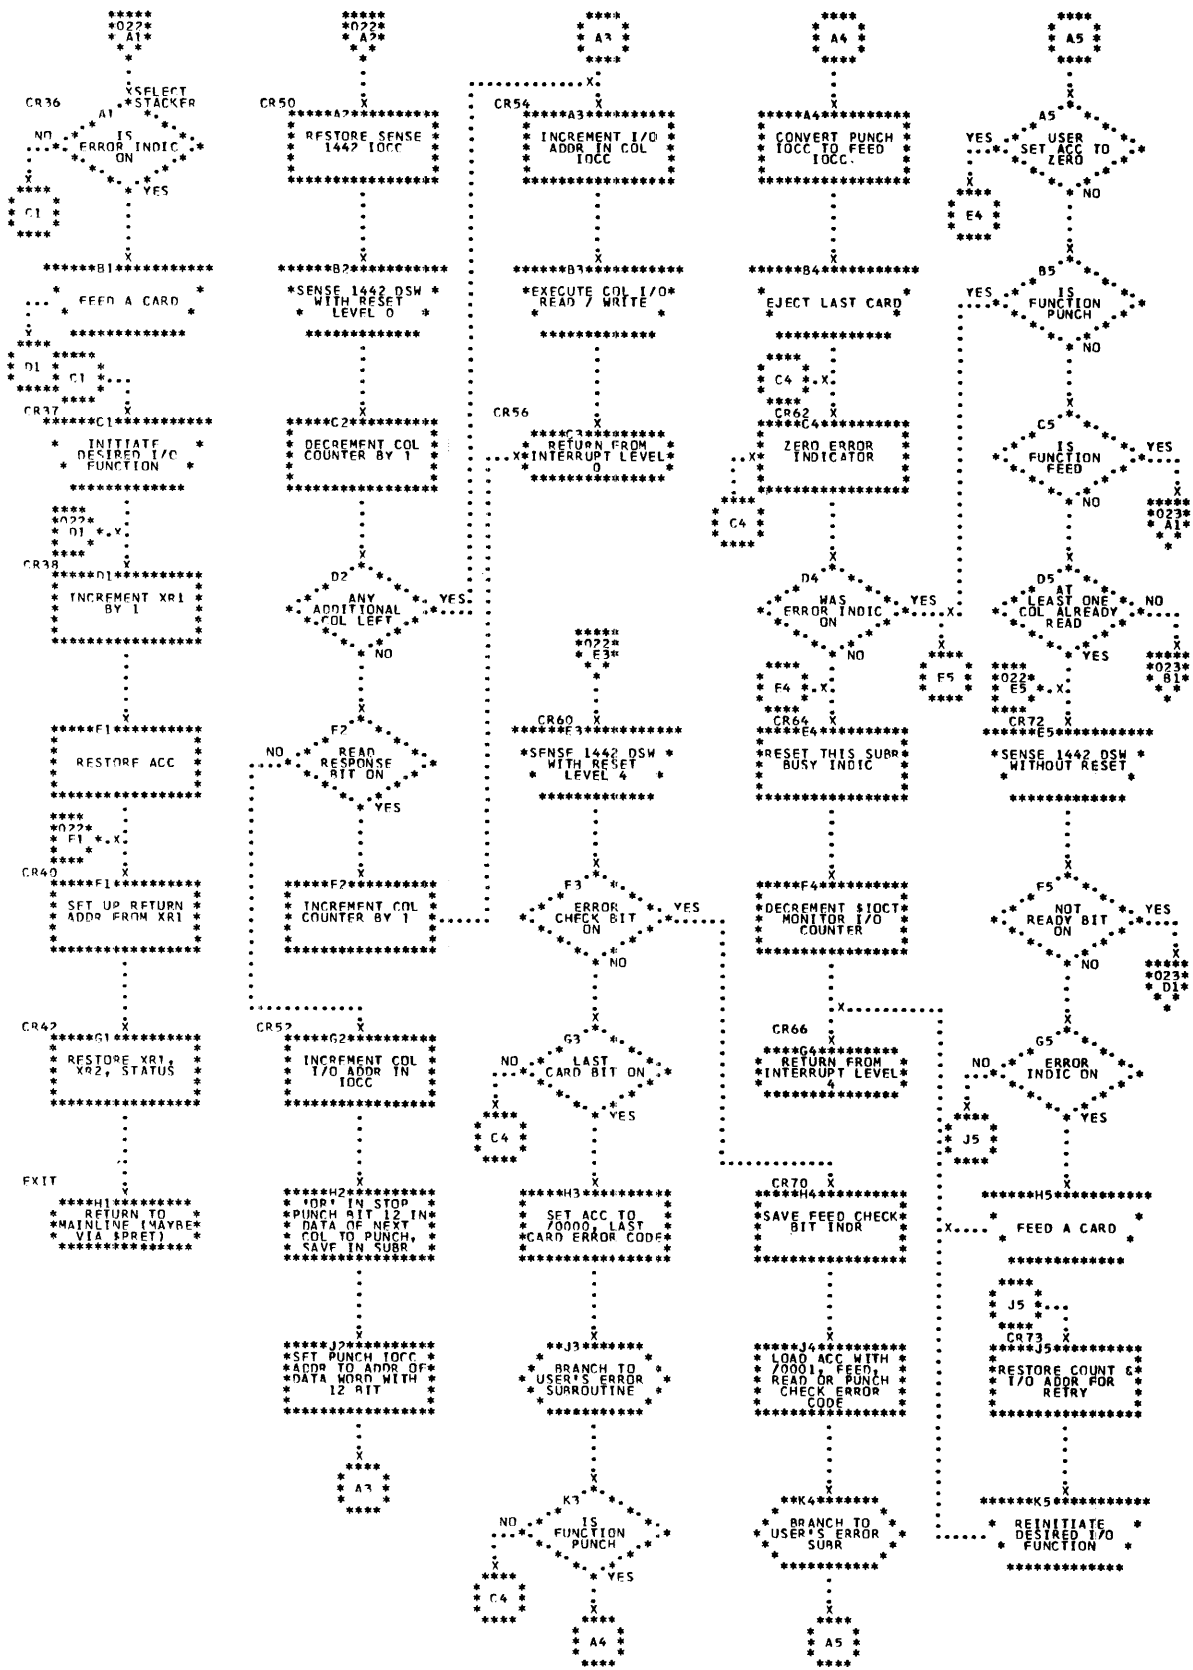 022
A1
SELECT
STACKER
CR36
A1
IS
ERROR INDIC
ON
NO
YES
C1
B1
FEED A CARD
D1
C1
CR37
C1
INITIATE
DESIRED I/O
FUNCTION
022
D1
CR38
D1
INCREMENT XR1
BY 1
E1
RESTORE ACC
022
F1
CR40
F1
SET UP RETURN
ADDR FROM XR1
CR42
G1
RESTORE XR1,
XR2, STATUS
EXIT
H1
RETURN TO
MAINLINE (MAYBE
VIA $PRET)
022
A2
CR50
A2
RESTORE SENSE
1442 IOCC
B2
SENSE 1442 DSW
WITH RESET
LEVEL 0
C2
DECREMENT COL
COUNTER BY 1
D2
ANY
ADDITIONAL
COL LEFT
YES
NO
E2
READ
RESPONSE
BIT ON
NO
YES
F2
INCREMENT COL
COUNTER BY 1
CR52
G2
INCREMENT COL
I/O ADDR IN
IOCC
H2
'OR' IN STOP
PUNCH BIT 12 IN
DATA OF NEXT
COL TO PUNCH,
SAVE IN SUBR
J2
SET PUNCH IOCC
ADDR TO ADDR OF
DATA WORD WITH
12 BIT
A3
A3
CR54
A3
INCREMENT I/O
ADDR IN COL
IOCC
B3
EXECUTE COL I/O
READ / WRITE
CR56
C3
RETURN FROM
INTERRUPT LEVEL
0
022
E3
CR60
E3
SENSE 1442 DSW
WITH RESET
LEVEL 4
F3
ERROR
CHECK BIT
ON
YES
NO
G3
LAST
CARD BIT ON
NO
YES
C4
H3
SET ACC TO
/0000, LAST
CARD ERROR CODE
J3
BRANCH TO
USER'S ERROR
SUBROUTINE
K3
IS
FUNCTION
PUNCH
NO
YES
C4
A4
A4
A4
CONVERT PUNCH
IOCC TO FEED
IOCC.
B4
EJECT LAST CARD
C4
CR62
C4
ZERO ERROR
INDICATOR
C4
D4
WAS
ERROR INDIC
ON
YES
NO
E5
E4
CR64
E4
RESET THIS SUBR
BUSY INDIC
F4
DECREMENT $IOCT
MONITOR I/O
COUNTER
CR66
G4
RETURN FROM
INTERRUPT LEVEL
4
CR70
H4
SAVE FEED CHECK
BIT INDR
J4
LOAD ACC WITH
/0001, FEED,
READ OR PUNCH
CHECK ERROR
CODE
K4
BRANCH TO
USER'S ERROR
SUBR
A5
A5
A5
USER
SET ACC TO
ZERO
YES
NO
E4
B5
IS
FUNCTION
PUNCH
YES
NO
C5
IS
FUNCTION
FEED
YES
NO
023
A1
D5
AT
LEAST ONE
COL ALREADY
READ
NO
YES
023
B1
022
E5
CR72
E5
SENSE 1442 DSW
WITHOUT RESET
F5
NOT
READY BIT
ON
YES
NO
023
D1
G5
ERROR
INDIC ON
NO
YES
J5
H5
FEED A CARD
J5
CR73
J5
RESTORE COUNT &
I/O ADDR FOR
RETRY
K5
REINITIATE
DESIRED I/O
FUNCTION